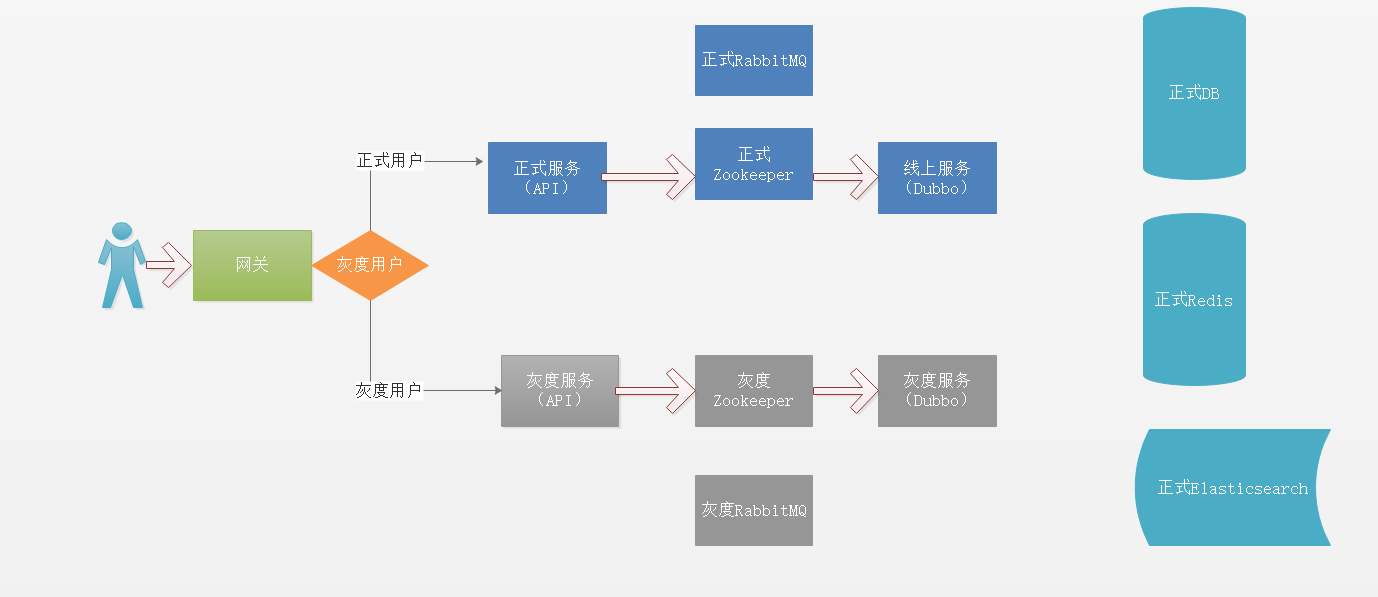 正式RabbitMQ
正式DB
正式用户
正式服务
（API）
正式
Zookeeper
线上服务
（Dubbo）
网关
灰度用户
正式Redis
灰度用户
灰度服务
（API）
灰度
Zookeeper
灰度服务
（Dubbo）
正式Elasticsearch
灰度RabbitMQ